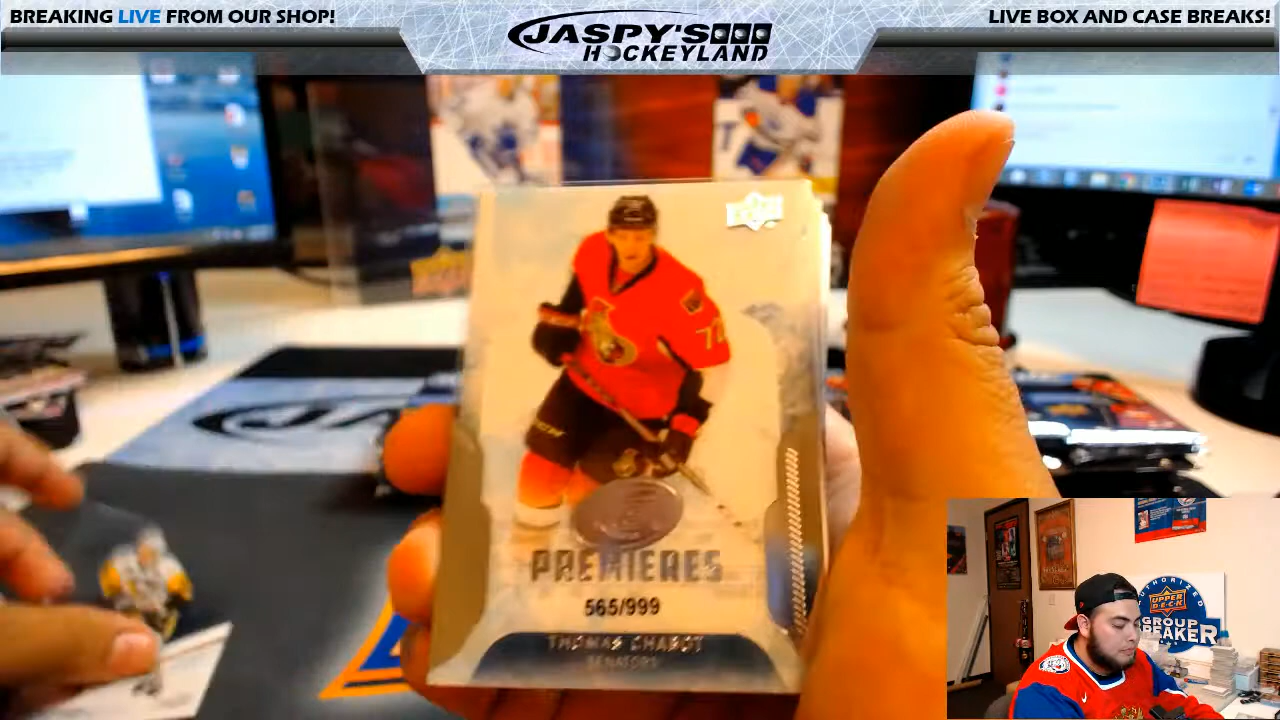 BREAKING LIVE FROM OUR SHOP!
JASPY'S
HOCKEYLAND
LIVE BOX AND CASE BREAKS!
PREMIERES
565/999
THOMAS CHABOT
SENATORS
AUTHORIZED
UPPER DECK
GROUP
BREAKER